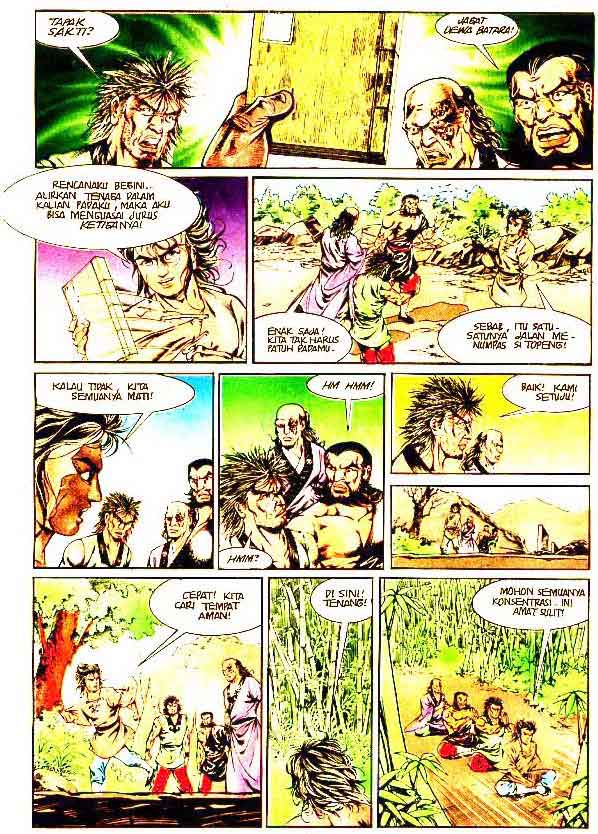 TAPAK
SAKTI?
JAGAT
DEWA BATARA!
RENCANAKU BEGINI..
ALIRKAN TENAGA DALAM
KALIAN PADAKU, MAKA AKU
BISA MENGUASAI JURUS
KETIGANYA!
ENAK SAJA!
KITA TAK HARUS
PATUH PADAMU.
SEBAB, ITU SATU-
SATUNYA JALAN ME-
NUMPAS SI TOPENG!
KALAU TIDAK, KITA
SEMUANYA MATI!
HM HMM!
HMM?
BAIK! KAMI
SETUJU!
CEPAT! KITA
CARI TEMPAT
AMAN!
DI SINI!
TENANG!
MOHON SEMUANYA
KONSENTRASI. INI
AMAT SULIT!